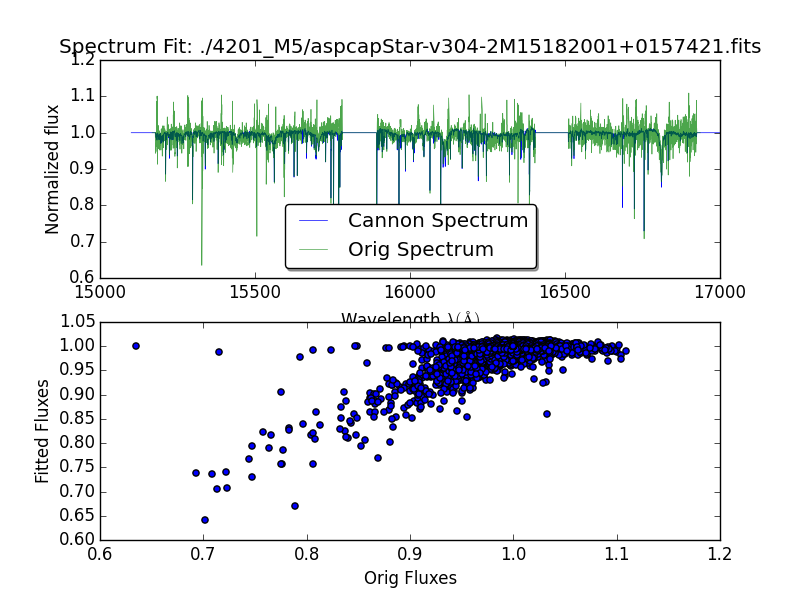 Spectrum Fit: ./4201_M5/aspcapStar-v304-2M15182001+0157421.fits
1.2
1.1
1.0
0.9
0.8
0.7
0.6
Normalized flux
Cannon Spectrum
Orig Spectrum
15000 15500 16000 16500 17000
Wavelength λ(Å)
1.05
1.00
0.95
0.90
0.85
0.80
0.75
0.70
0.65
0.60
Fitted Fluxes
0.6 0.7 0.8 0.9 1.0 1.1 1.2
Orig Fluxes